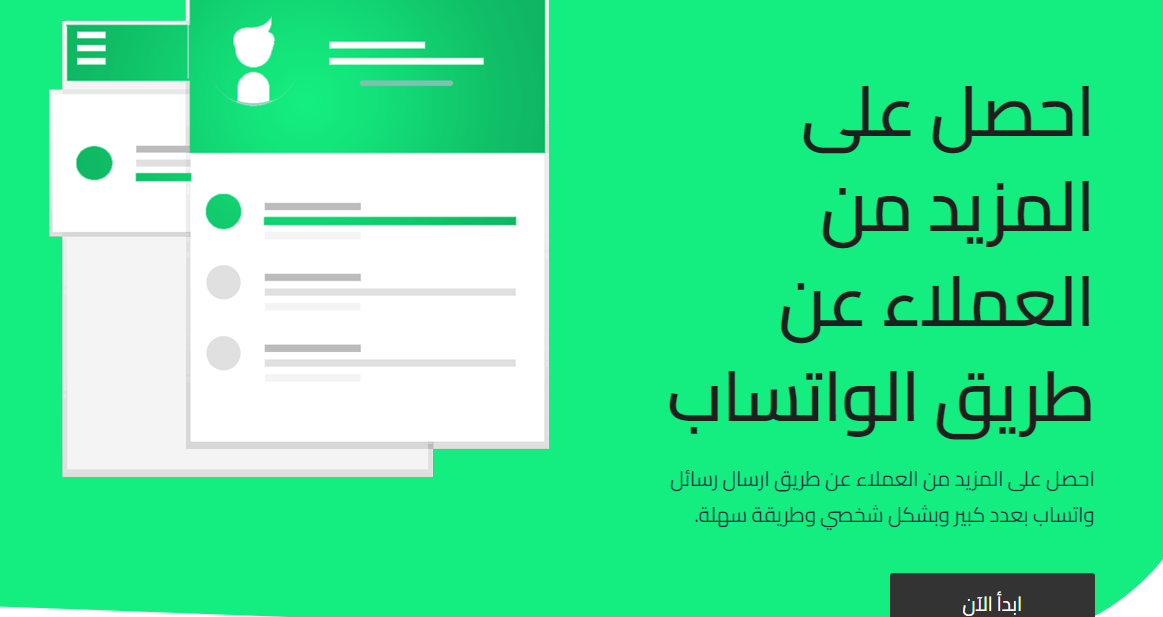 احصل على
المزيد من
العملاء عن
طريق الواتساب
احصل على المزيد من العملاء عن طريق ارسال رسائل
واتساب بعدد كبير وبشكل شخصي وطريقة سهلة.
ابدأ الآن